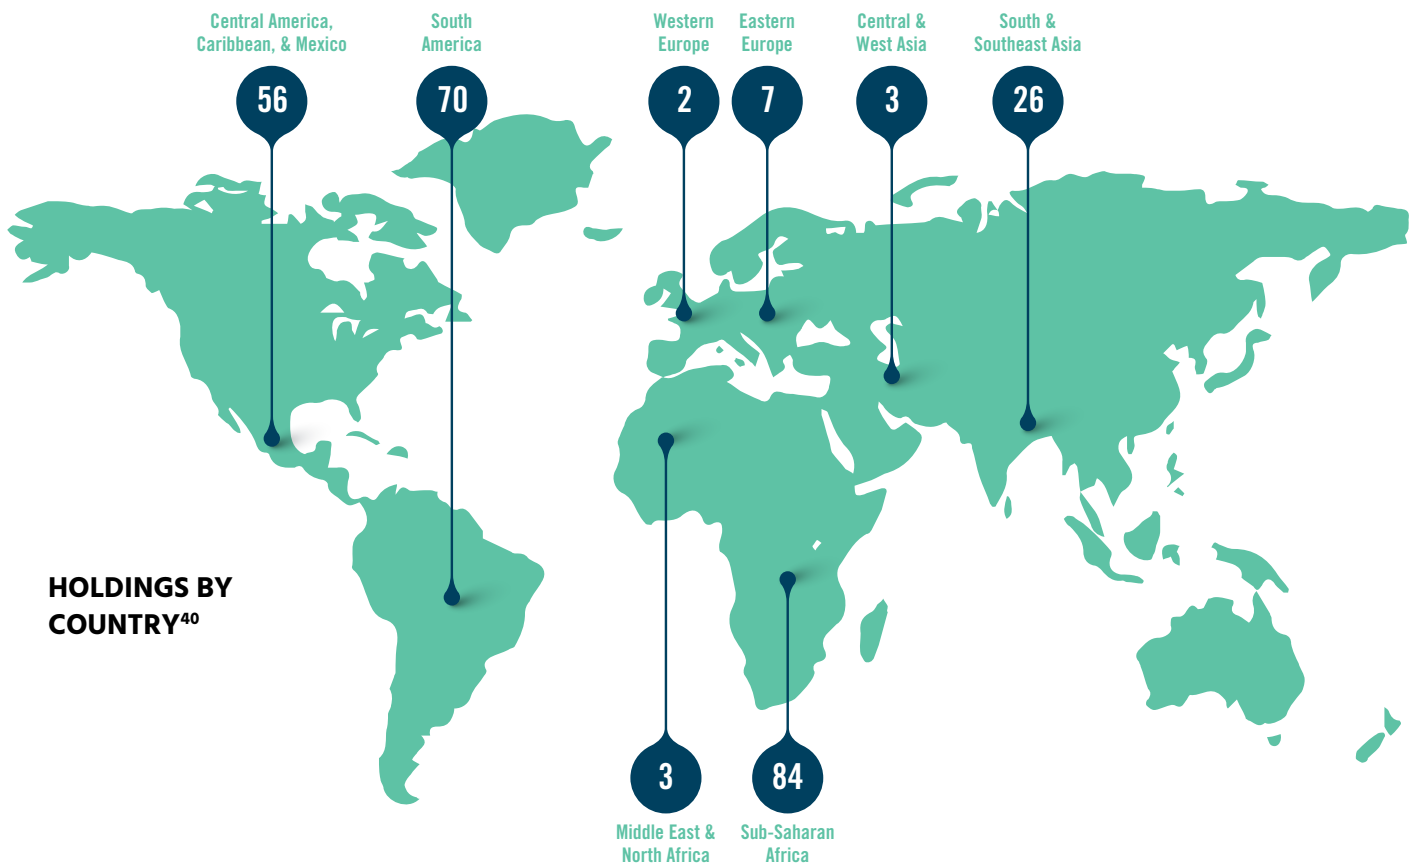 Central America,
Caribbean, & Mexico
56
South
America
70
Western
Europe
2
Eastern
Europe
7
Central &
West Asia
3
South &
Southeast Asia
26
HOLDINGS BY
COUNTRY40
3
Middle East &
North Africa
84
Sub-Saharan
Africa